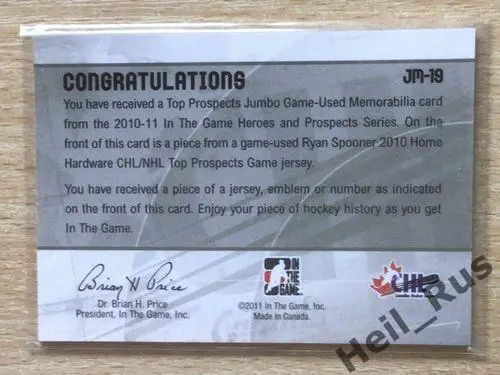 CONGRATULATIONS
JM-19
You have received a Top Prospects Jumbo Game-Used Memorabilia card
from the 2010-11 In The Game Heroes and Prospects Series. On the
front of this card is a piece from a game-used Ryan Spooner 2010 Home
Hardware CHL/NHL Top Prospects Game jersey.
You have received a piece of a jersey, emblem or number as indicated
on the front of this card. Enjoy your piece of hockey history as you get
In The Game.
Brian H Price
Dr. Brian H. Price
President, In The Game, Inc.
IN
THE
GAME
©2011 In The Game, Inc.
Made in Canada.
CHL
Heil_Rus